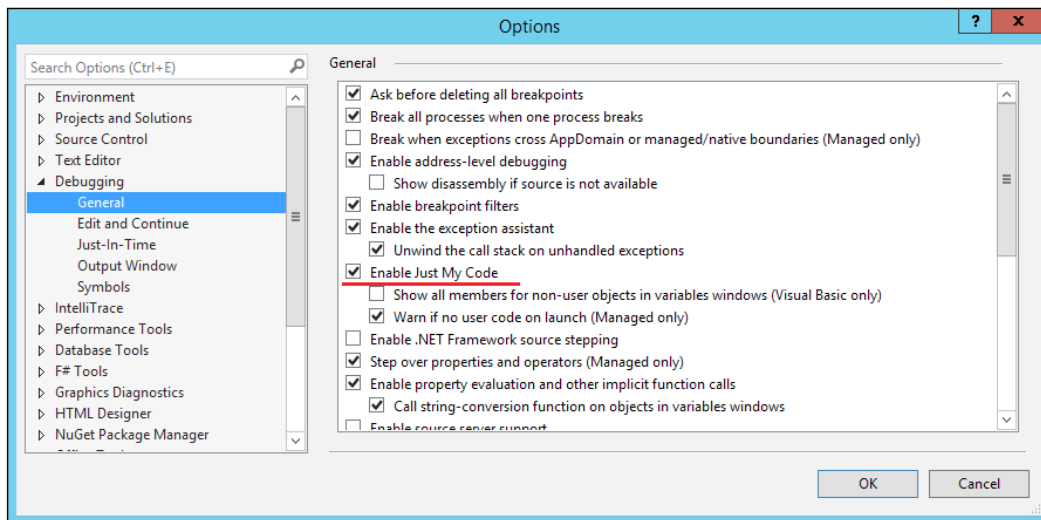 Options
?
x
Search Options (Ctrl+E)
Environment
Projects and Solutions
Source Control
Text Editor
Debugging
General
Edit and Continue
Just-In-Time
Output Window
Symbols
IntelliTrace
Performance Tools
Database Tools
F# Tools
Graphics Diagnostics
HTML Designer
NuGet Package Manager
General
Ask before deleting all breakpoints
Break all processes when one process breaks
Break when exceptions cross AppDomain or managed/native boundaries (Managed only)
Enable address-level debugging
Show disassembly if source is not available
Enable breakpoint filters
Enable the exception assistant
Unwind the call stack on unhandled exceptions
Enable Just My Code
Show all members for non-user objects in variables windows (Visual Basic only)
Warn if no user code on launch (Managed only)
Enable .NET Framework source stepping
Step over properties and operators (Managed only)
Enable property evaluation and other implicit function calls
Call string-conversion function on objects in variables windows
Enable source server support
OK
Cancel